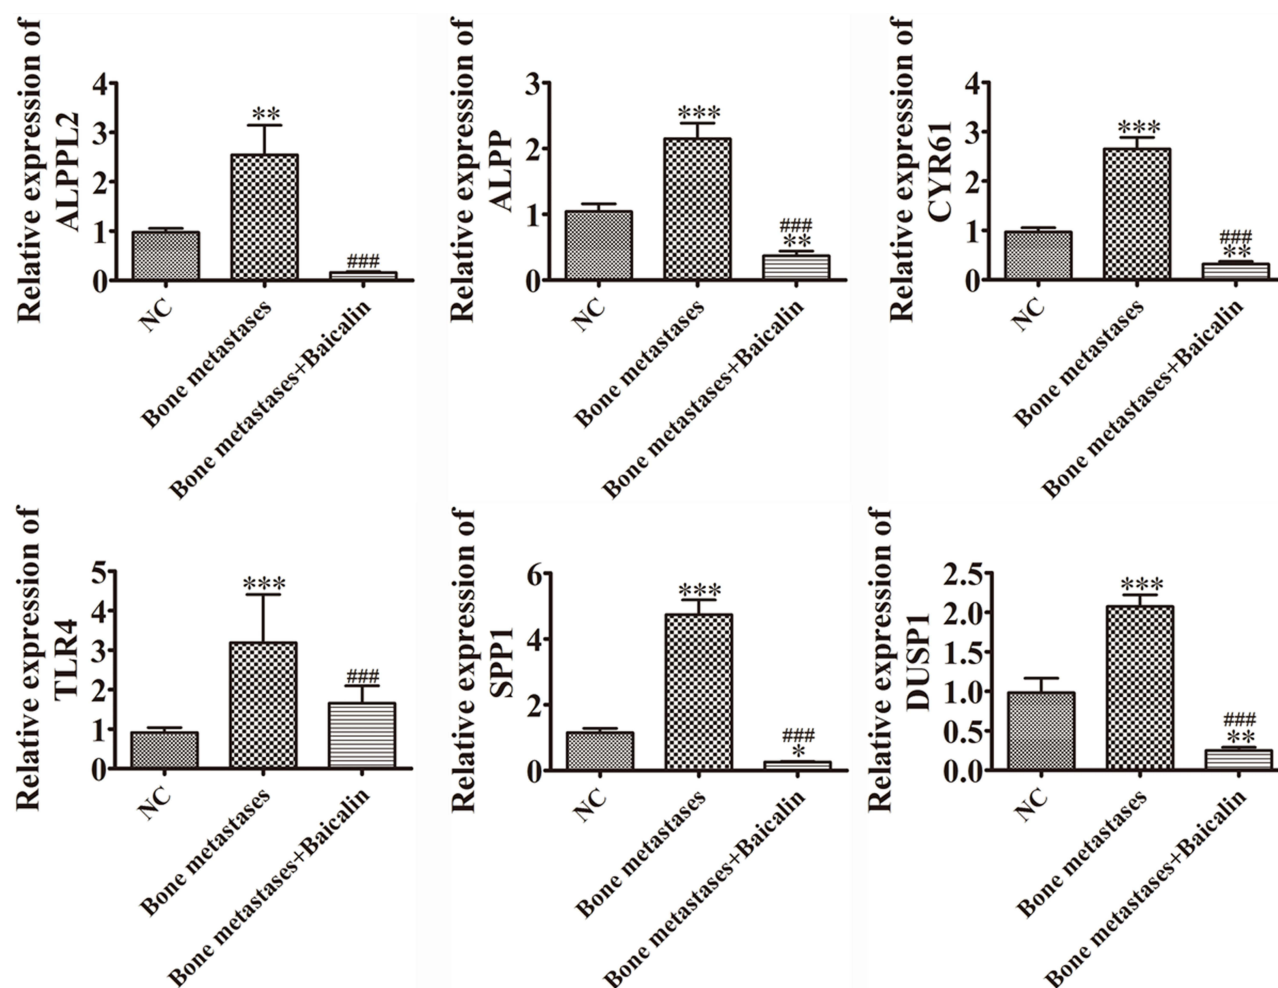 Relative expression of
ALPPL2
4
3
2
1
0
**
###
NC
Bone metastases
Bone metastases+Baicalin
Relative expression of
ALPP
3
2
1
0
***
###
**
NC
Bone metastases
Bone metastases+Baicalin
Relative expression of
CYR61
4
3
2
1
0
***
###
**
NC
Bone metastases
Bone metastases+Baicalin
Relative expression of
TLR4
5
4
3
2
1
0
***
###
NC
Bone metastases
Bone metastases+Baicalin
Relative expression of
SPP1
6
4
2
0
***
###
*
NC
Bone metastases
Bone metastases+Baicalin
Relative expression of
DUSP1
2.5
2.0
1.5
1.0
0.5
0.0
***
###
**
NC
Bone metastases
Bone metastases+Baicalin